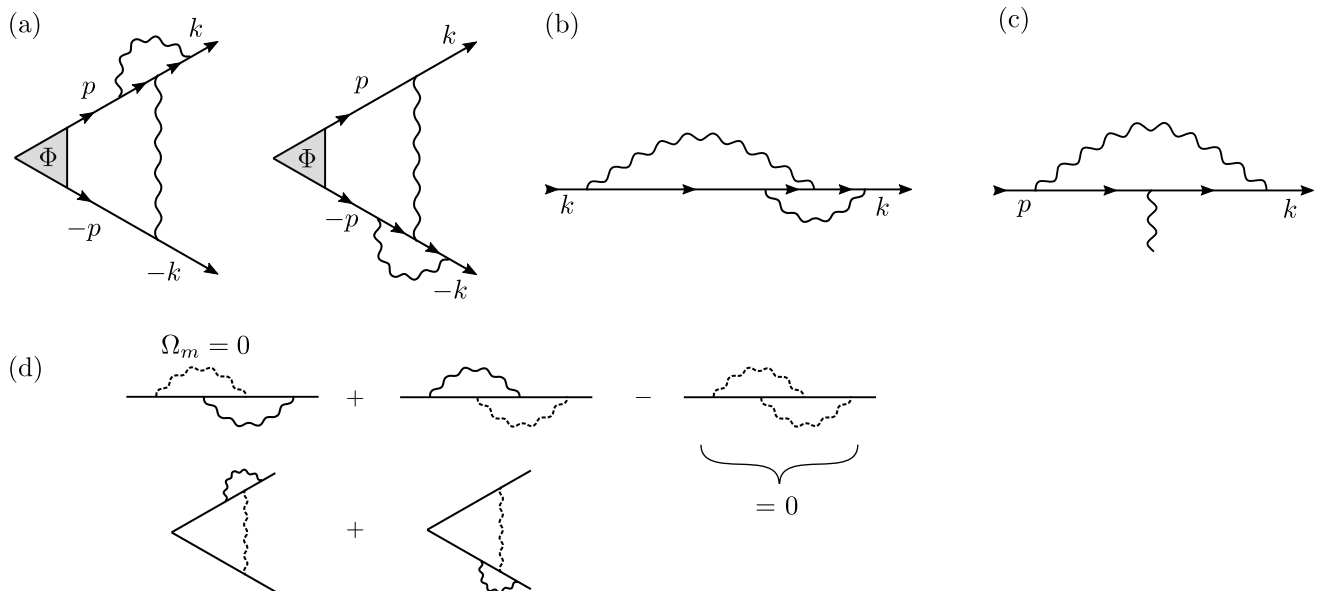 (a)
k
p
Φ
−p
−k
k
p
Φ
−p
−k
(b)
k
k
(c)
p
k
(d)
Ω_m = 0
+
−
= 0
+